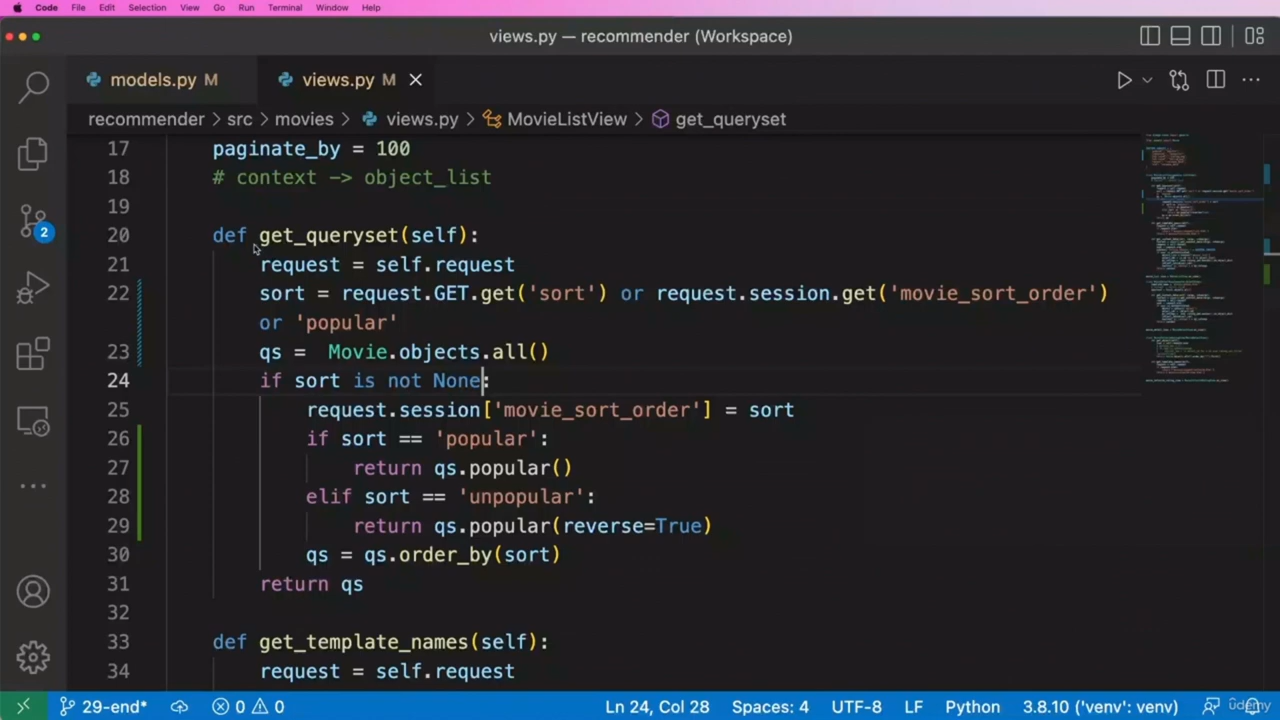 Code File Edit Selection View Go Run Terminal Window Help
views.py — recommender (Workspace)
models.py M views.py M
recommender > src > movies > views.py > MovieListView > get_queryset
17 paginate_by = 100
18 # context -> object_list
19
20 def get_queryset(self):
21 request = self.request
22 sort = request.GET.get('sort') or request.session.get('movie_sort_order')
or 'popular'
23 qs =  Movie.objects.all()
24 if sort is not None:
25 request.session['movie_sort_order'] = sort
26 if sort == 'popular':
27 return qs.popular()
28 elif sort == 'unpopular':
29 return qs.popular(reverse=True)
30 qs = qs.order_by(sort)
31 return qs
32
33 def get_template_names(self):
34 request = self.request
2
29-end* 0 0 Ln 24, Col 28 Spaces: 4 UTF-8 LF Python 3.8.10 ('venv': venv)
udemy